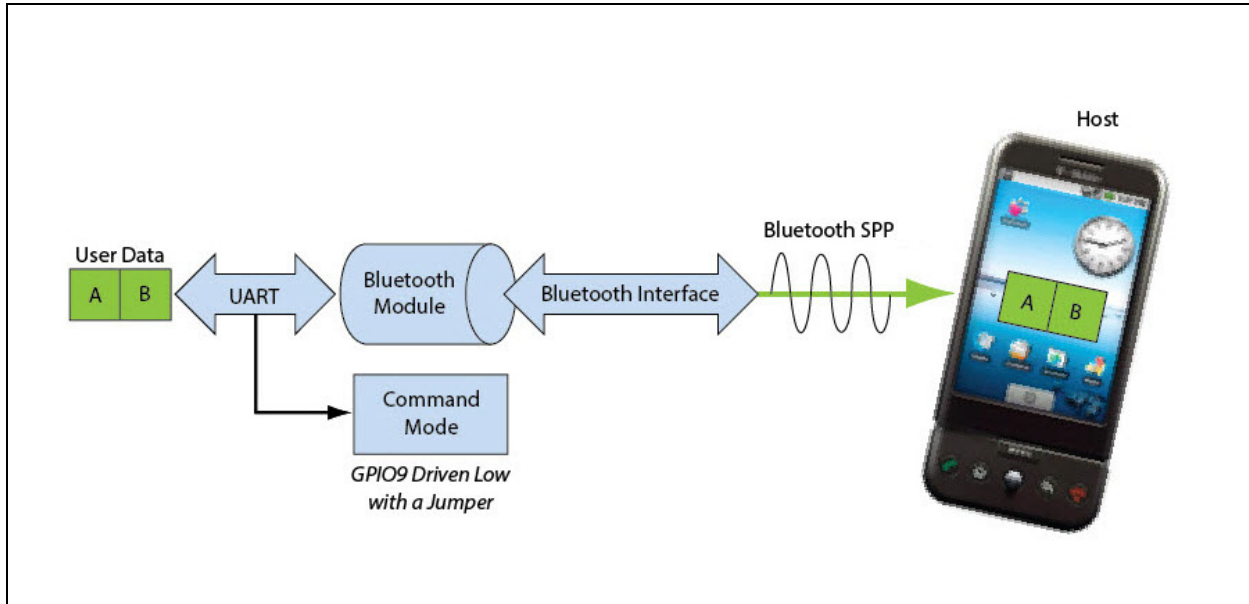 Host
Bluetooth SPP
User Data
A B
UART
Bluetooth
Module
Bluetooth Interface
A B
Command
Mode
GPIO9 Driven Low
with a Jumper